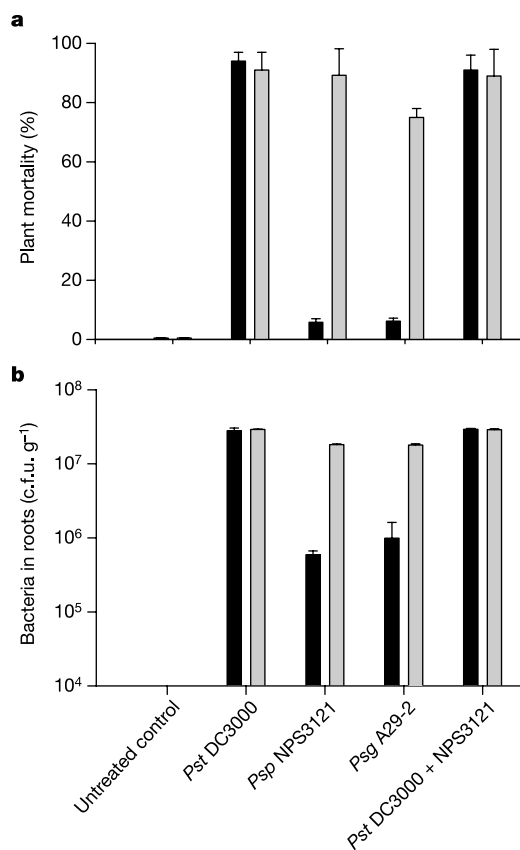 a
100
80
60
40
20
0
Plant mortality (%)
b
10⁸
10⁷
10⁶
10⁵
10⁴
Bacteria in roots (c.f.u. g⁻¹)
Untreated control
Pst DC3000
Psp NPS3121
Psg A29-2
Pst DC3000 + NPS3121